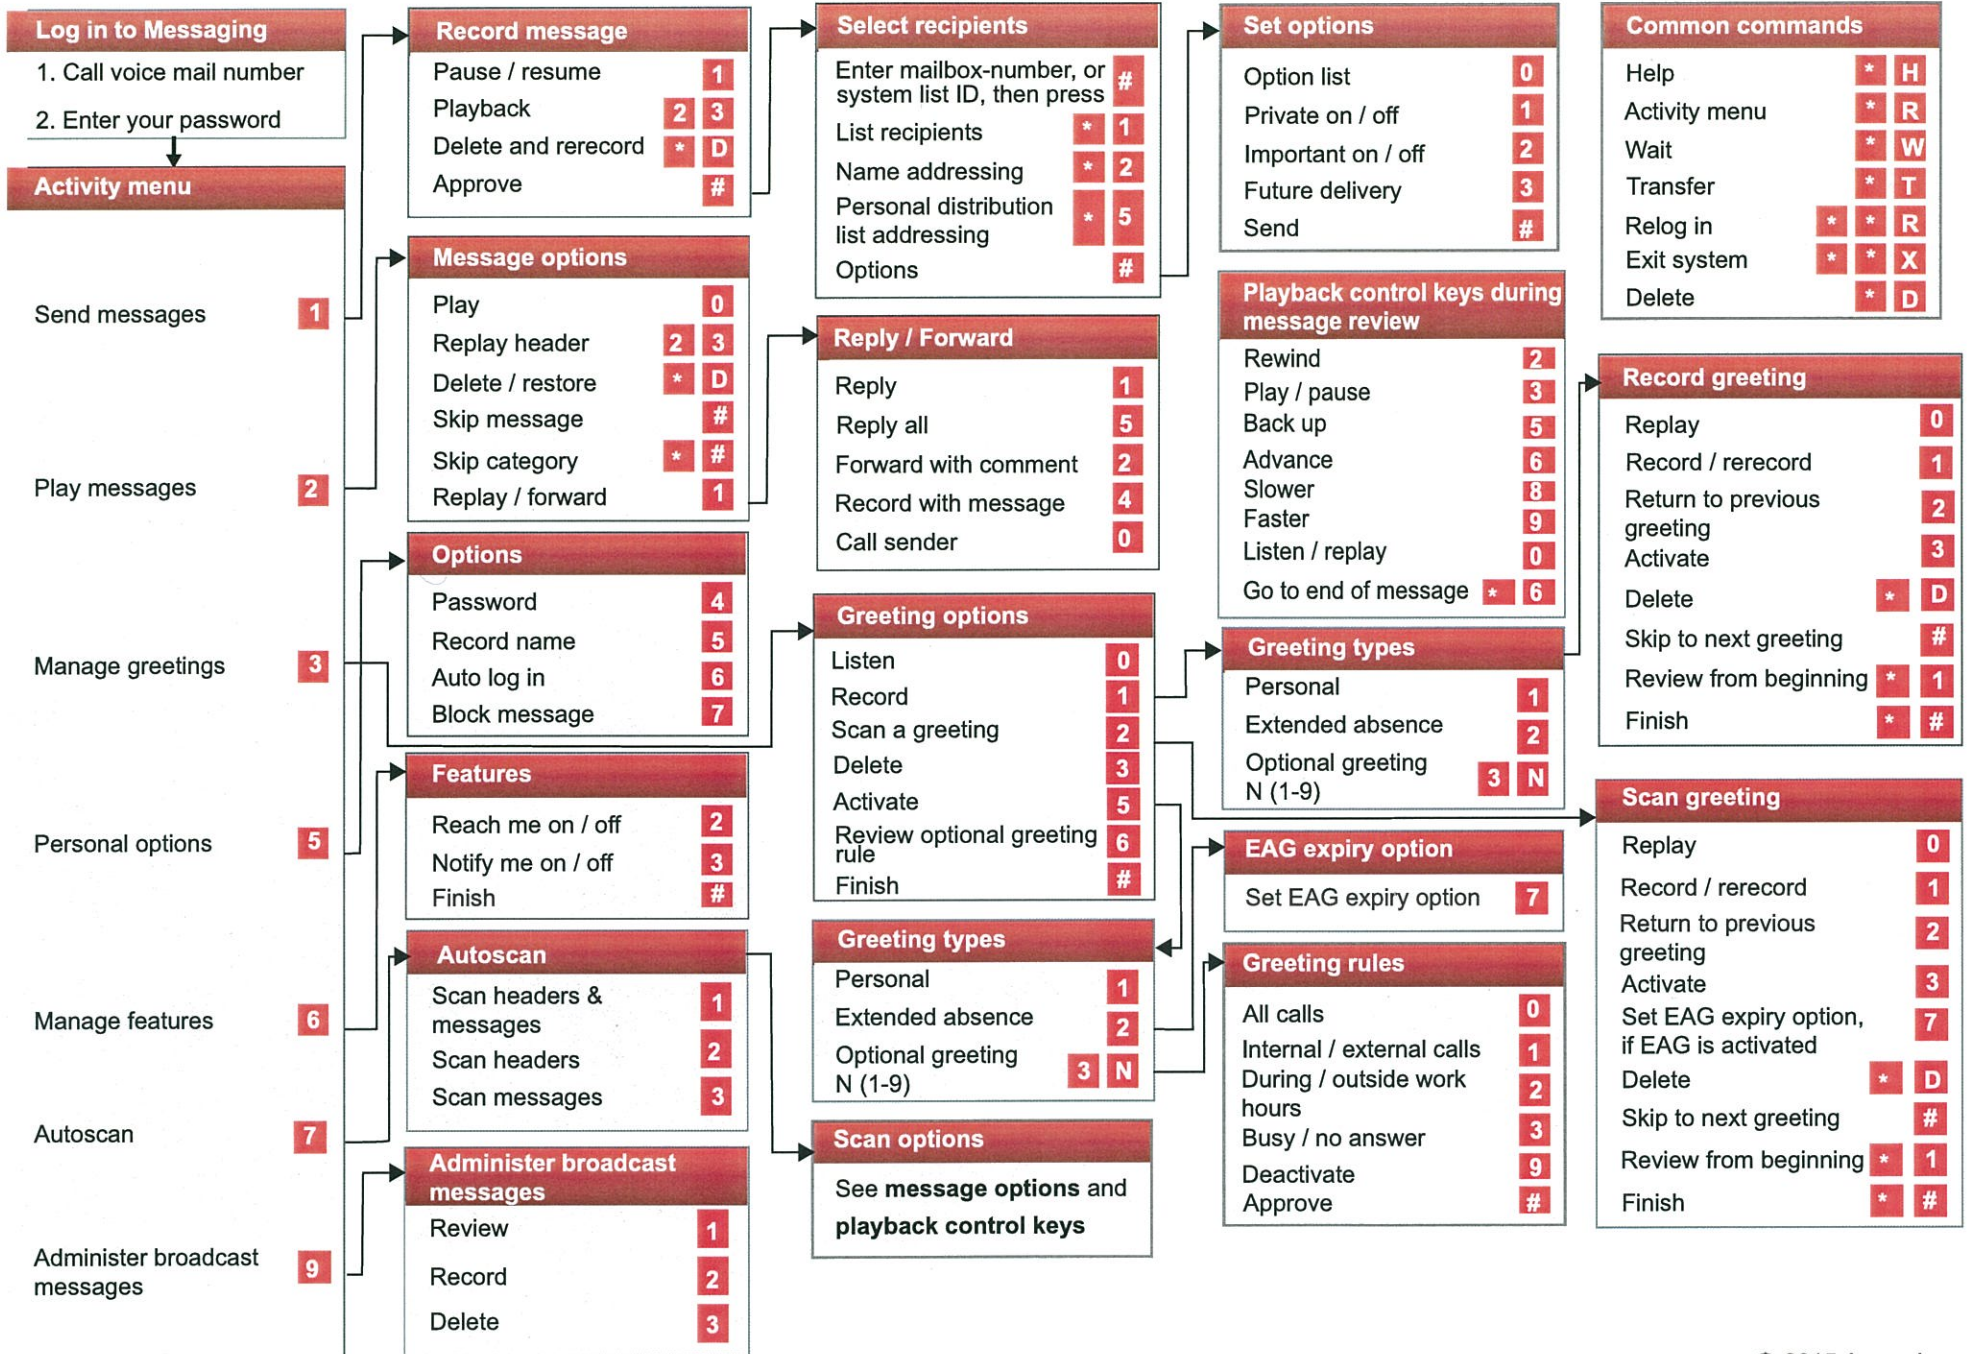 Log in to Messaging
1. Call voice mail number
2. Enter your password
Activity menu
Send messages 1
Play messages 2
Manage greetings 3
Personal options 5
Manage features 6
Autoscan 7
Administer broadcast
messages 9
Record message
Pause / resume 1
Playback 2 3
Delete and rerecord * D
Approve #
Message options
Play 0
Replay header 2 3
Delete / restore * D
Skip message #
Skip category * #
Replay / forward 1
Options
Password 4
Record name 5
Auto log in 6
Block message 7
Features
Reach me on / off 2
Notify me on / off 3
Finish #
Autoscan
Scan headers &
messages 1
Scan headers 2
Scan messages 3
Administer broadcast
messages
Review 1
Record 2
Delete 3
Select recipients
Enter mailbox-number, or
system list ID, then press #
List recipients * 1
Name addressing * 2
Personal distribution
list addressing * 5
Options #
Reply / Forward
Reply 1
Reply all 5
Forward with comment 2
Record with message 4
Call sender 0
Greeting options
Listen 0
Record 1
Scan a greeting 2
Delete 3
Activate 5
Review optional greeting
rule 6
Finish #
Greeting types
Personal 1
Extended absence 2
Optional greeting
N (1-9) 3 N
Scan options
See message options and
playback control keys
Set options
Option list 0
Private on / off 1
Important on / off 2
Future delivery 3
Send #
Playback control keys during
message review
Rewind 2
Play / pause 3
Back up 5
Advance 6
Slower 8
Faster 9
Listen / replay 0
Go to end of message * 6
Greeting types
Personal 1
Extended absence 2
Optional greeting
N (1-9) 3 N
EAG expiry option
Set EAG expiry option 7
Greeting rules
All calls 0
Internal / external calls 1
During / outside work
hours 2
Busy / no answer 3
Deactivate 9
Approve #
Common commands
Help * H
Activity menu * R
Wait * W
Transfer * T
Relog in * * R
Exit system * * X
Delete * D
Record greeting
Replay 0
Record / rerecord 1
Return to previous
greeting 2
Activate 3
Delete * D
Skip to next greeting #
Review from beginning * 1
Finish * #
Scan greeting
Replay 0
Record / rerecord 1
Return to previous
greeting 2
Activate 3
Set EAG expiry option,
if EAG is activated 7
Delete * D
Skip to next greeting #
Review from beginning * 1
Finish * #